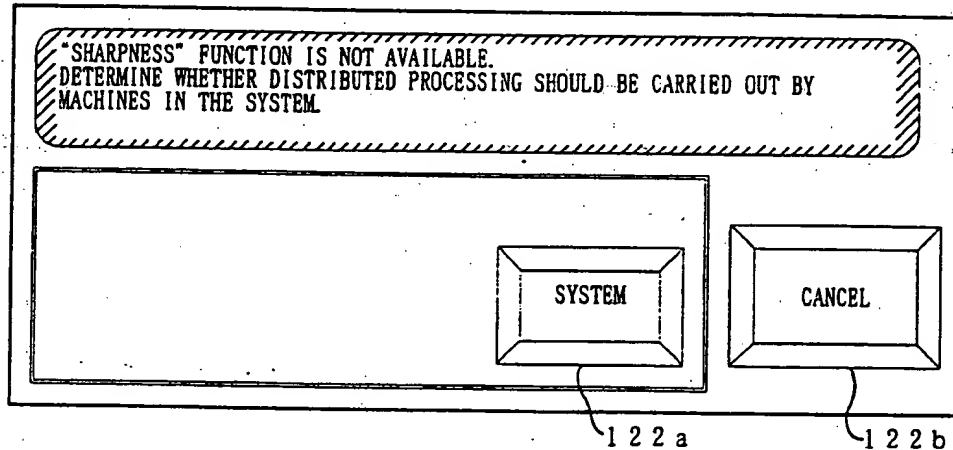 "SHARPNESS" FUNCTION IS NOT AVAILABLE.
DETERMINE WHETHER DISTRIBUTED PROCESSING SHOULD BE CARRIED OUT BY
MACHINES IN THE SYSTEM.
SYSTEM
CANCEL
122a
122b